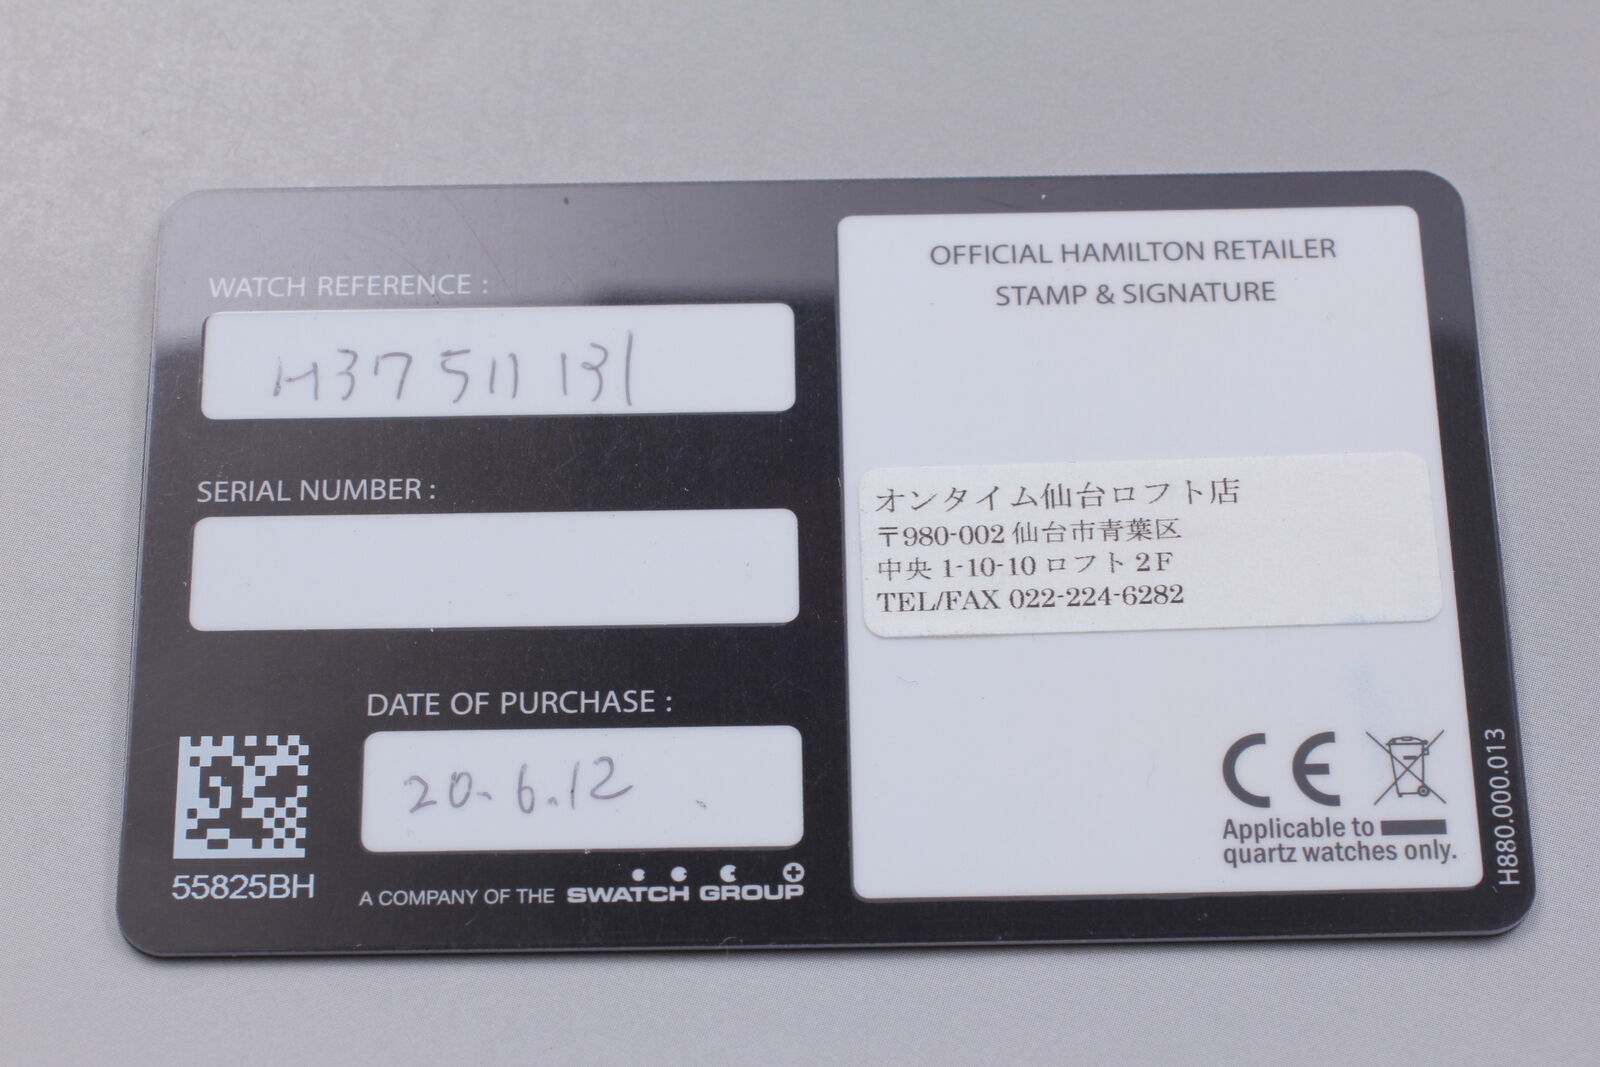 WATCH REFERENCE :
H37511131
SERIAL NUMBER :
DATE OF PURCHASE :
20.6.12
55825BH
A COMPANY OF THE SWATCH GROUP
OFFICIAL HAMILTON RETAILER
STAMP & SIGNATURE
オンタイム仙台ロフト店
〒980-002 仙台市青葉区
中央 1-10-10 ロフト 2F
TEL/FAX 022-224-6282
CE
Applicable to
quartz watches only.
H880.000.013